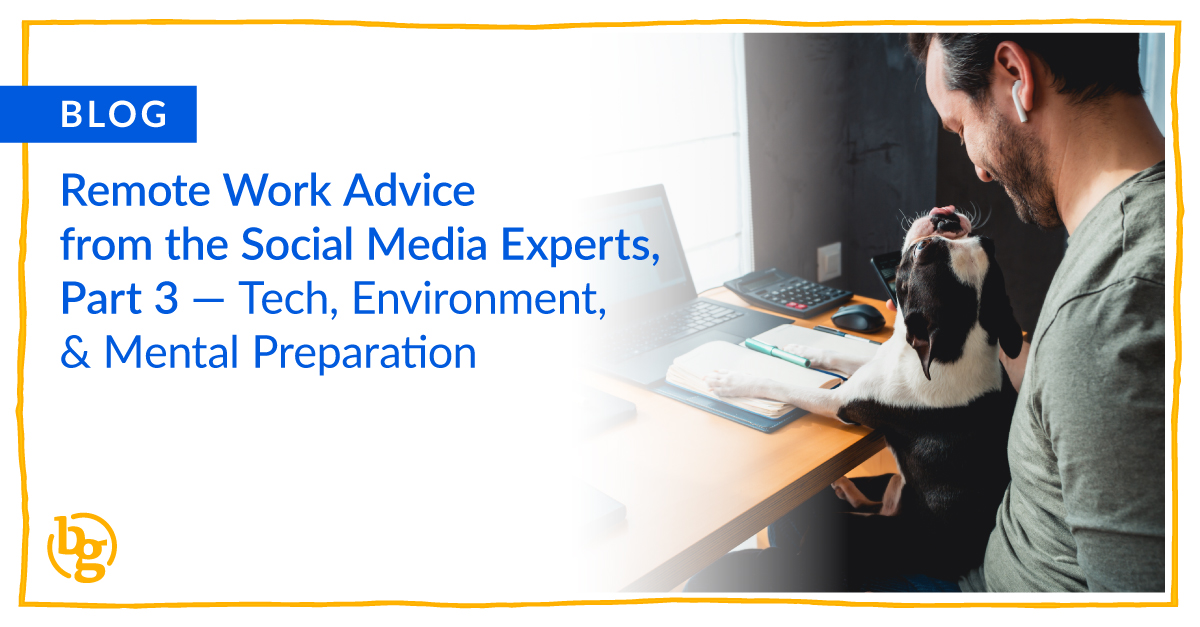 BLOG
Remote Work Advice
from the Social Media Experts,
Part 3 — Tech, Environment,
& Mental Preparation
bg